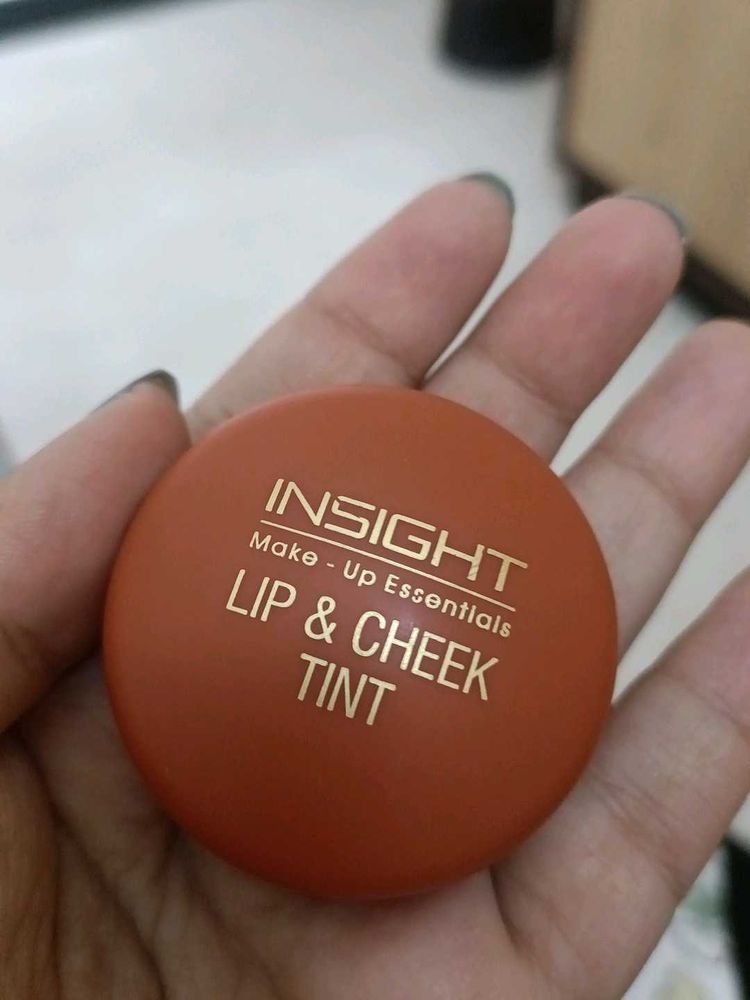 INSIGHT
Make - Up Essentials
LIP & CHEEK
TINT